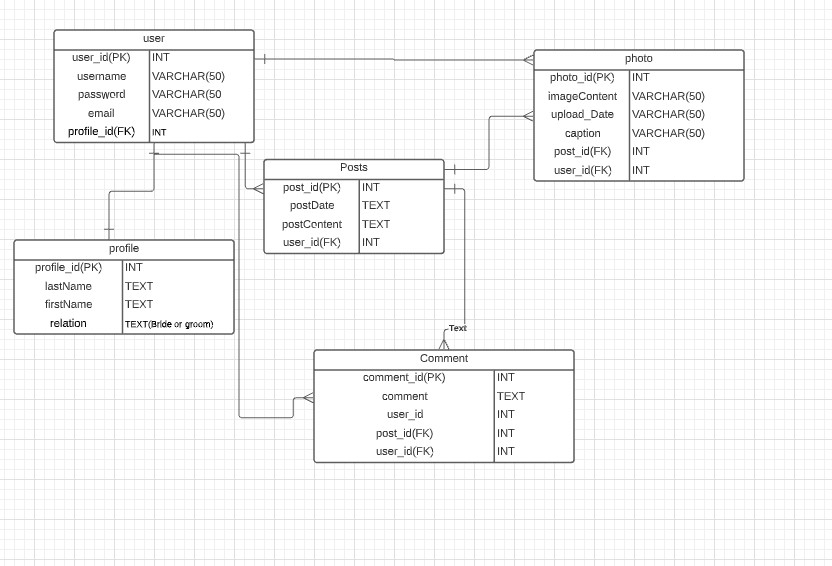 user
user_id(PK) INT
username VARCHAR(50)
password VARCHAR(50
email VARCHAR(50)
profile_id(FK) INT
photo
photo_id(PK) INT
imageContent VARCHAR(50)
upload_Date VARCHAR(50)
caption VARCHAR(50)
post_id(FK) INT
user_id(FK) INT
Posts
post_id(PK) INT
postDate TEXT
postContent TEXT
user_id(FK) INT
profile
profile_id(PK) INT
lastName TEXT
firstName TEXT
relation TEXT(Bride or groom)
Text
Comment
comment_id(PK) INT
comment TEXT
user_id INT
post_id(FK) INT
user_id(FK) INT